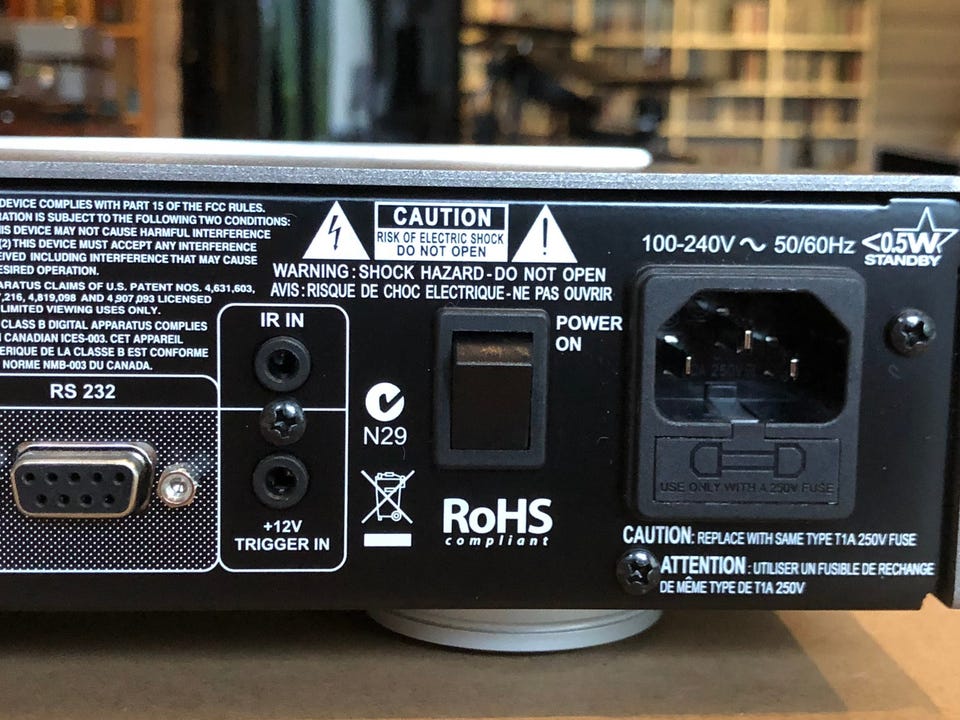 DEVICE COMPLIES WITH PART 15 OF THE FCC RULES.
RATION IS SUBJECT TO THE FOLLOWING TWO CONDITIONS:
IS DEVICE MAY NOT CAUSE HARMFUL INTERFERENCE
(2) THIS DEVICE MUST ACCEPT ANY INTERFERENCE
EIVED INCLUDING INTERFERENCE THAT MAY CAUSE
ESIRED OPERATION.
ARATUS CLAIMS OF U.S. PATENT NOS. 4,631,603,
,216, 4,819,098 AND 4,907,093 LICENSED
LIMITED VIEWING USES ONLY.
CLASS B DIGITAL APPARATUS COMPLIES
CANADIAN ICES-003. CET APPAREIL
ERIQUE DE LA CLASSE B EST CONFORME
NORME NMB-003 DU CANADA.
RS 232
IR IN
+12V
TRIGGER IN
CAUTION
RISK OF ELECTRIC SHOCK
DO NOT OPEN
WARNING: SHOCK HAZARD - DO NOT OPEN
AVIS: RISQUE DE CHOC ELECTRIQUE - NE PAS OUVRIR
POWER
ON
N29
RoHS
compliant
100-240V ~ 50/60Hz
<0.5W
STANDBY
USE ONLY WITH A 250V FUSE
CAUTION: REPLACE WITH SAME TYPE T1A 250V FUSE
ATTENTION: UTILISER UN FUSIBLE DE RECHANGE
DE MÊME TYPE DE T1A 250V